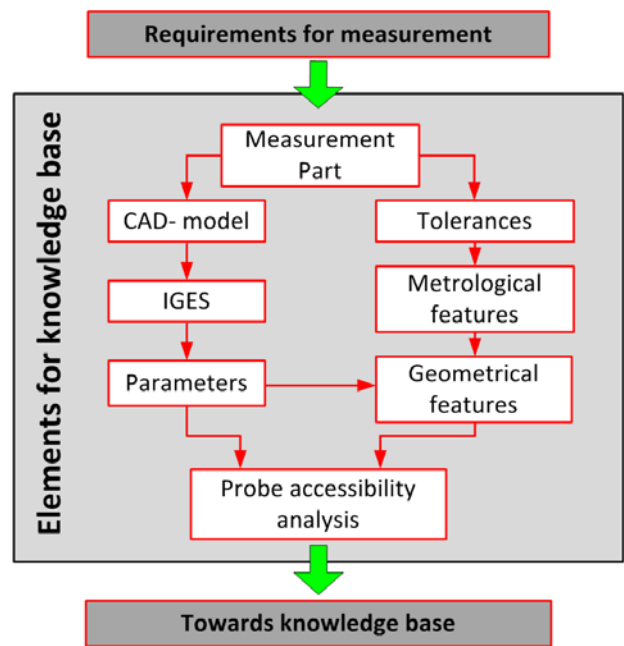 Requirements for measurement
Elements for knowledge base
Measurement
Part
CAD- model
Tolerances
IGES
Metrological
features
Parameters
Geometrical
features
Probe accessibility
analysis
Towards knowledge base